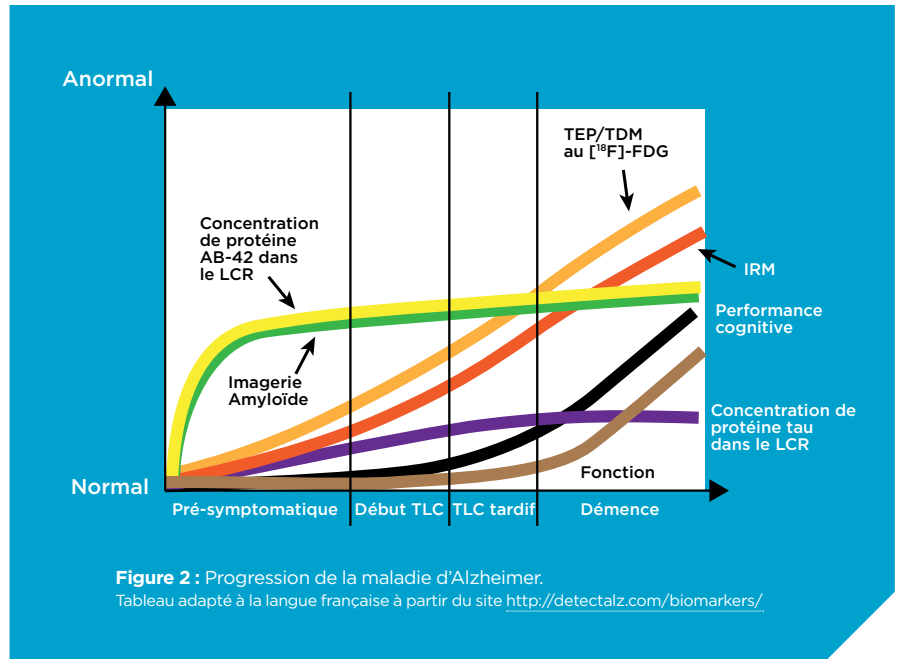 Anormal
TEP/TDM
au [¹⁸F]-FDG
Concentration
de protéine
AB-42 dans
le LCR
IRM
Performance
cognitive
Imagerie
Amyloïde
Concentration de
protéine tau
dans le LCR
Fonction
Normal
Pré-symptomatique Début TLC TLC tardif Démence
Figure 2 : Progression de la maladie d’Alzheimer.
Tableau adapté à la langue française à partir du site http://detectalz.com/biomarkers/